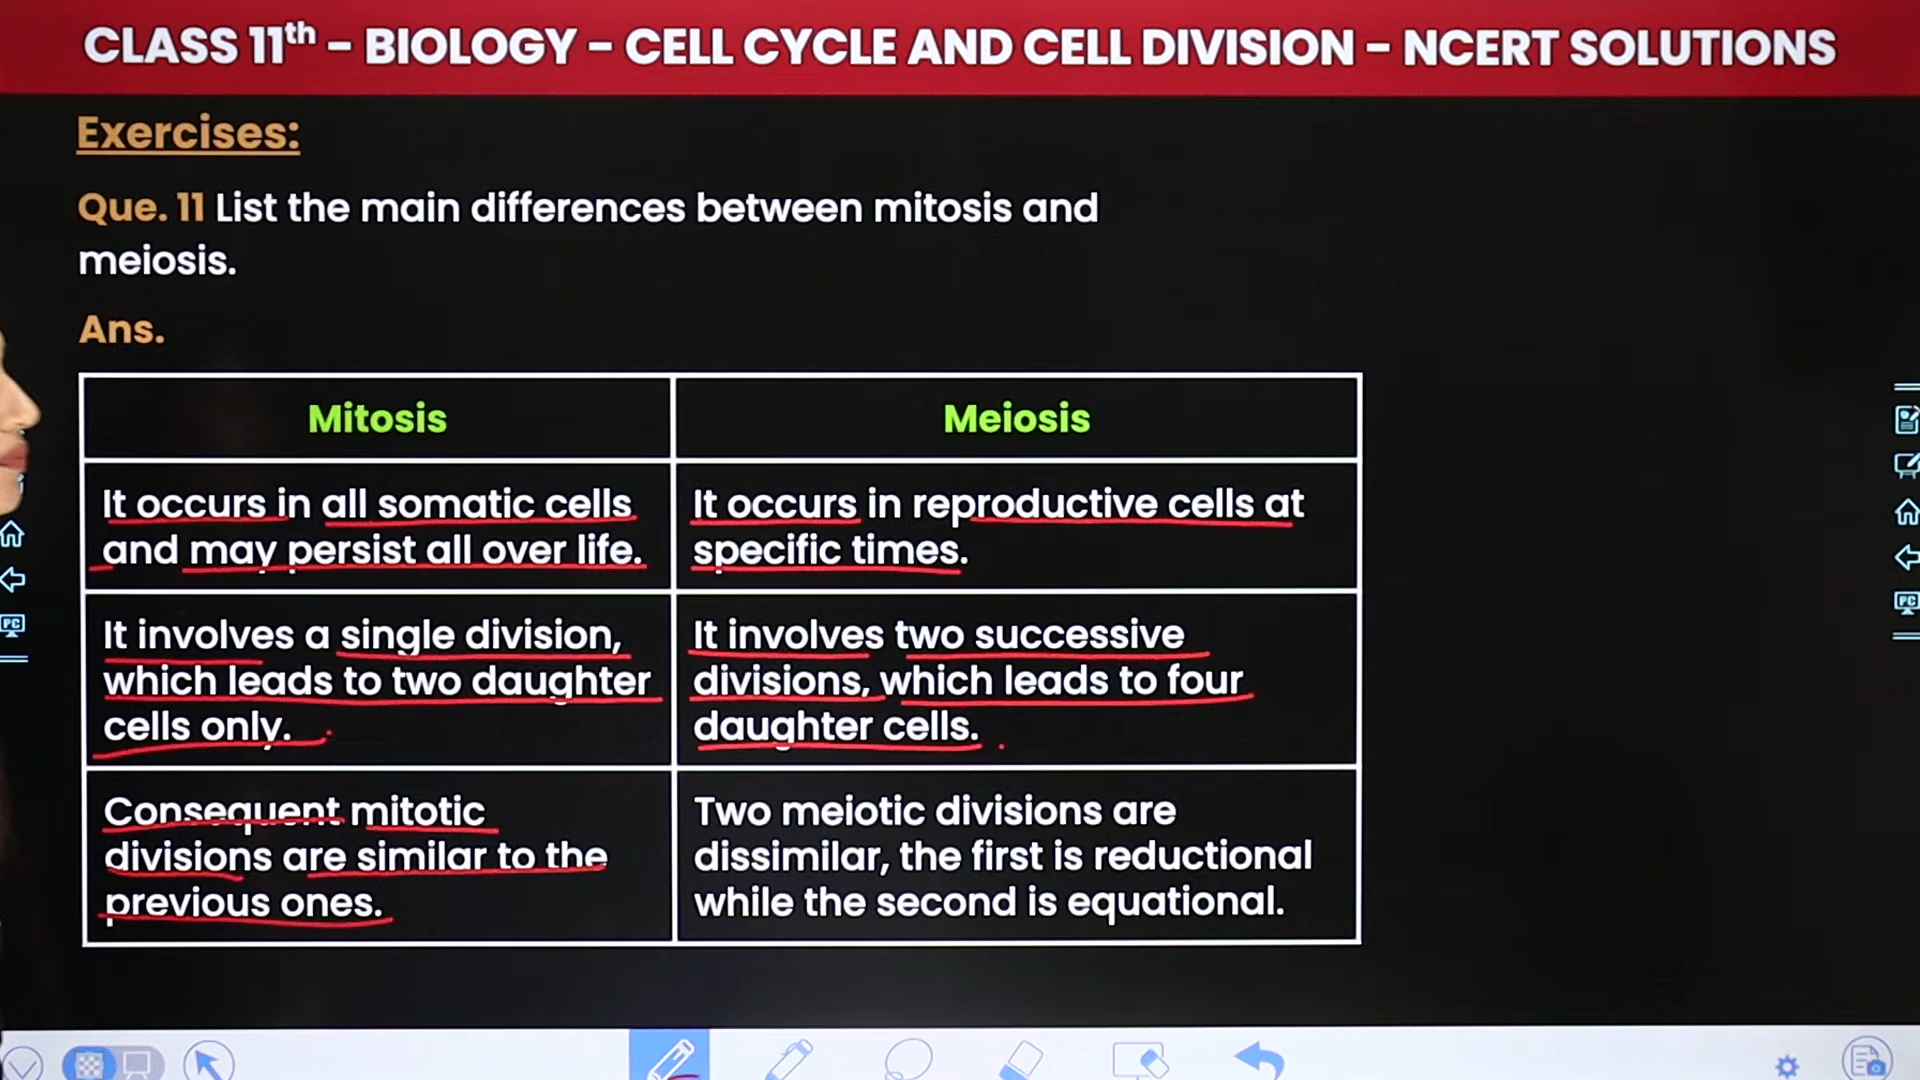 CLASS 11th – BIOLOGY – CELL CYCLE AND CELL DIVISION – NCERT SOLUTIONS
Exercises:
Que. 11 List the main differences between mitosis and
meiosis.
Ans.
Mitosis
Meiosis
It occurs in all somatic cells
and may persist all over life.
It occurs in reproductive cells at
specific times.
It involves a single division,
which leads to two daughter
cells only.
It involves two successive
divisions, which leads to four
daughter cells.
Consequent mitotic
divisions are similar to the
previous ones.
Two meiotic divisions are
dissimilar, the first is reductional
while the second is equational.
PC
PC